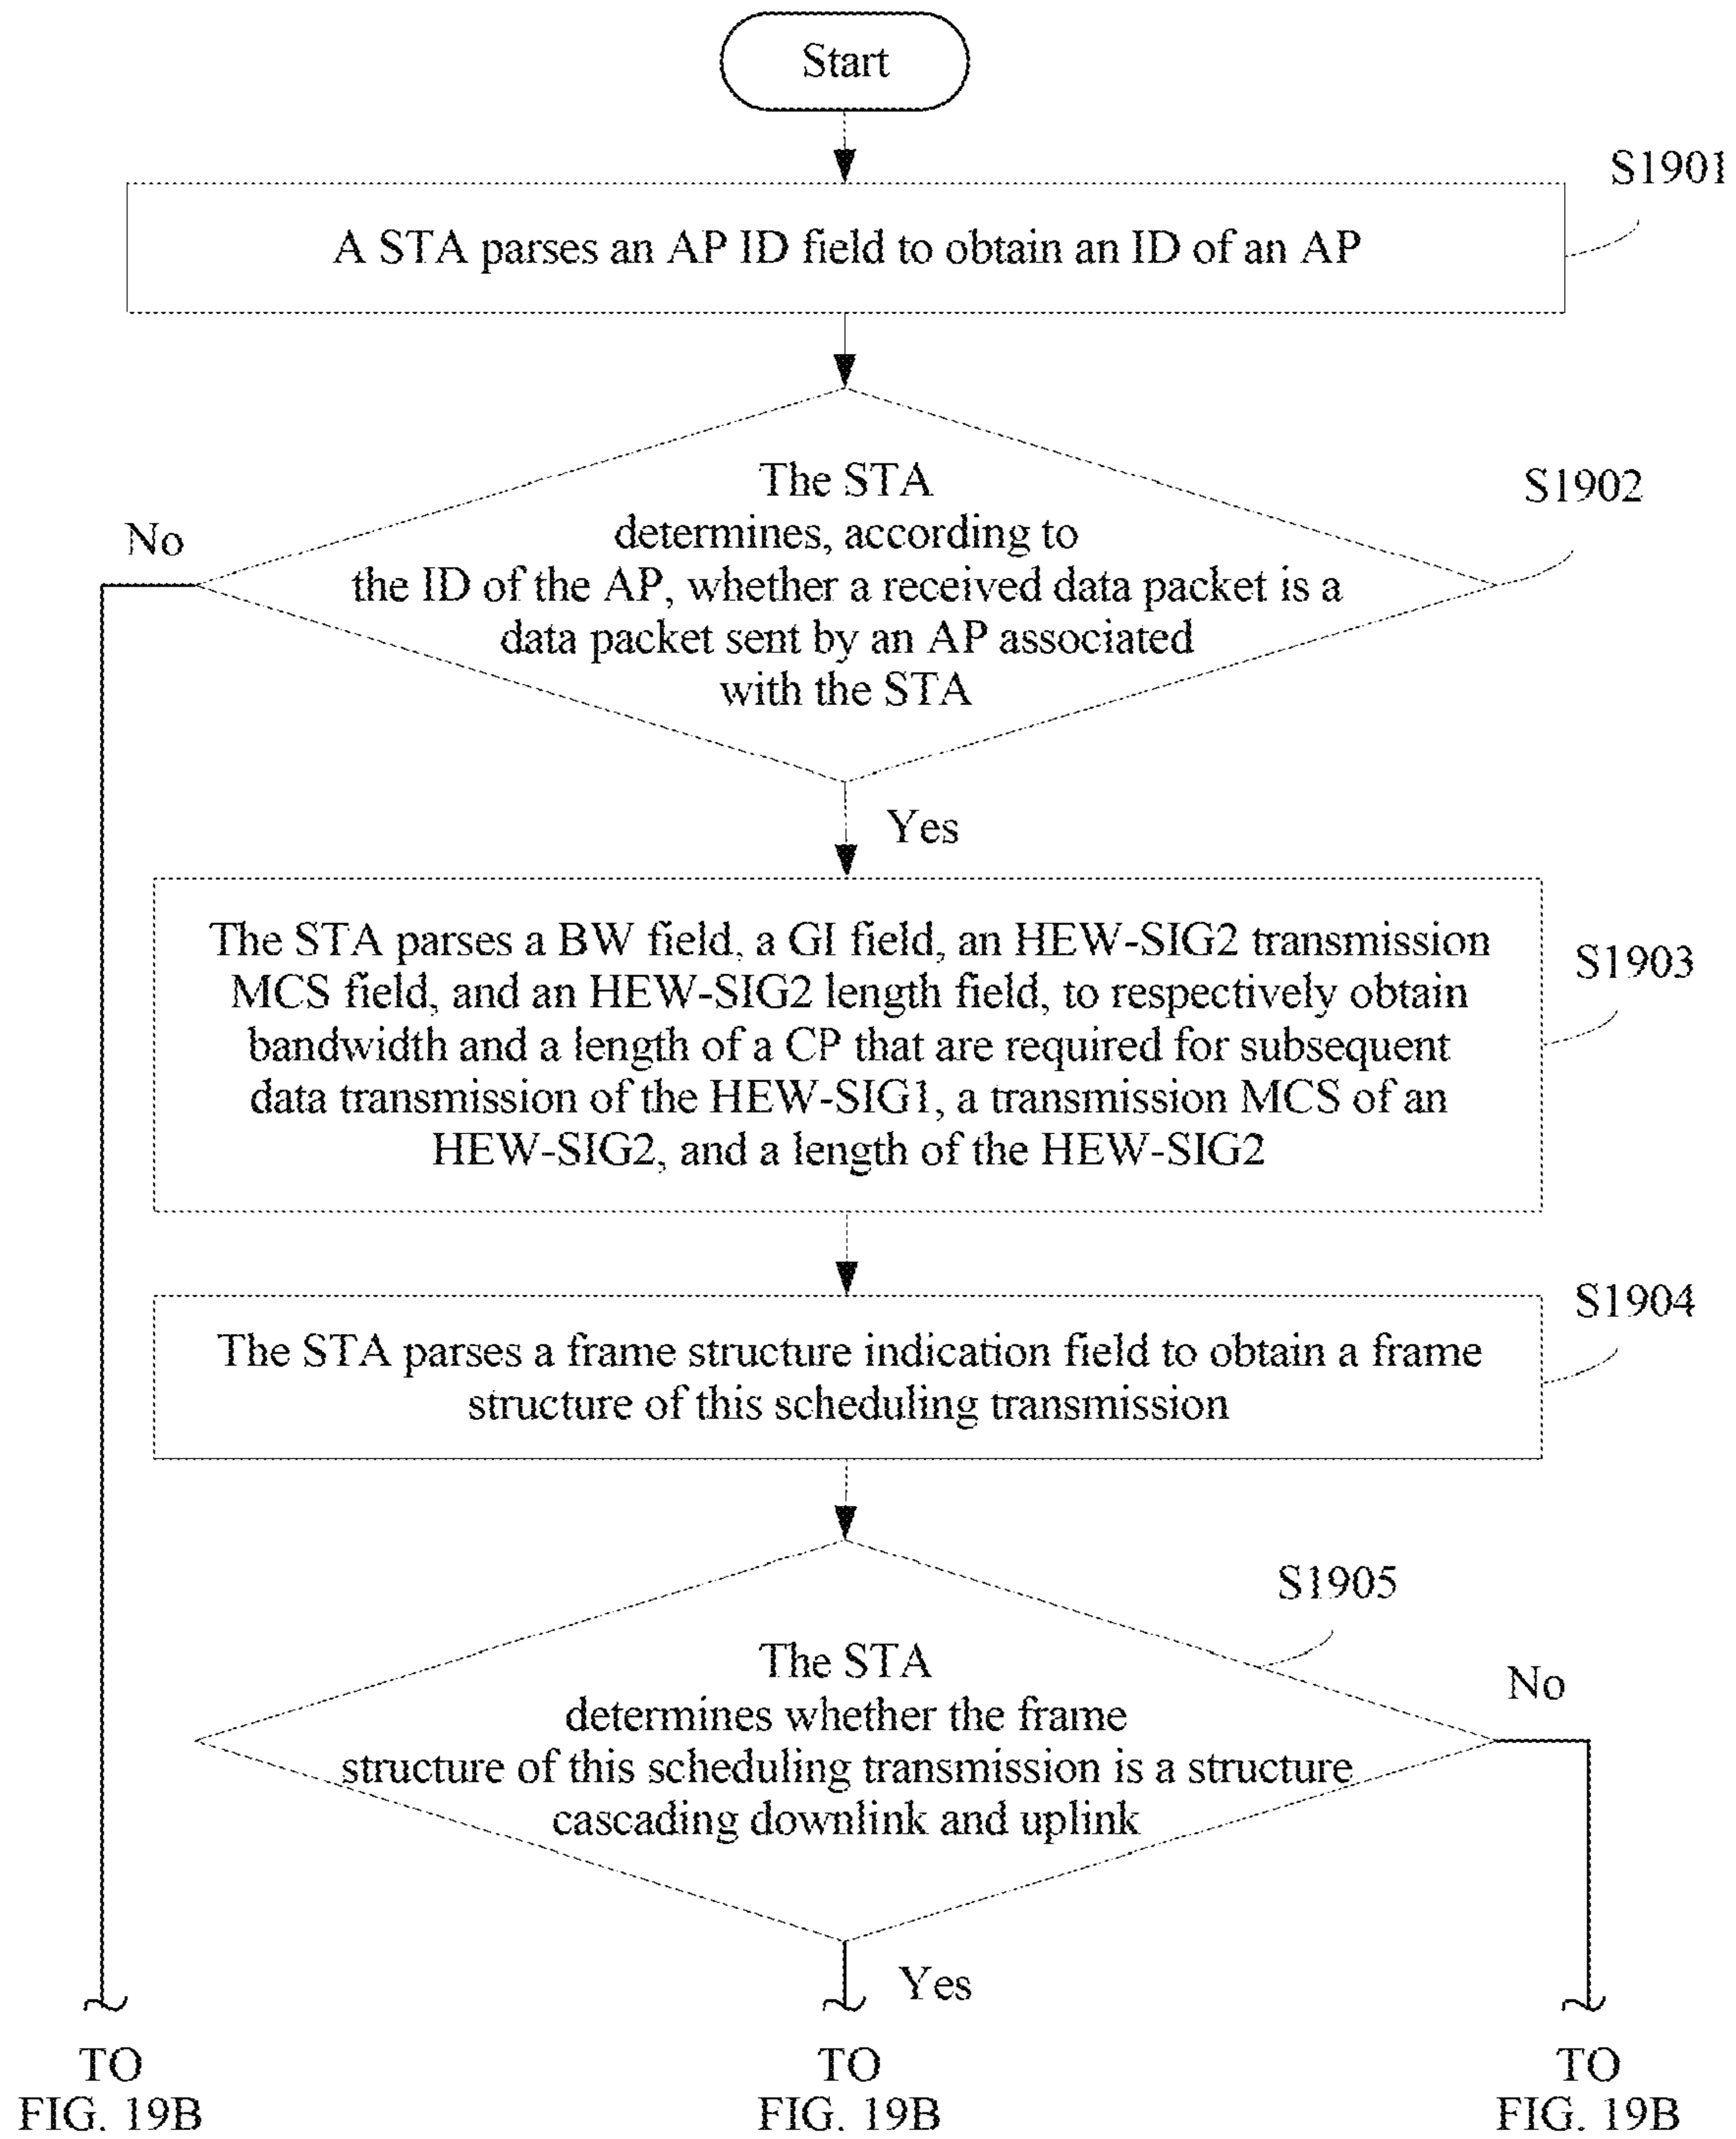 Start
S1901
A STA parses an AP ID field to obtain an ID of an AP
S1902
The STA
determines, according to
the ID of the AP, whether a received data packet is a
data packet sent by an AP associated
with the STA
No
Yes
S1903
The STA parses a BW field, a GI field, an HEW-SIG2 transmission
MCS field, and an HEW-SIG2 length field, to respectively obtain
bandwidth and a length of a CP that are required for subsequent
data transmission of the HEW-SIG1, a transmission MCS of an
HEW-SIG2, and a length of the HEW-SIG2
S1904
The STA parses a frame structure indication field to obtain a frame
structure of this scheduling transmission
S1905
The STA
determines whether the frame
structure of this scheduling transmission is a structure
cascading downlink and uplink
No
Yes
TO
FIG. 19B
TO
FIG. 19B
TO
FIG. 19B